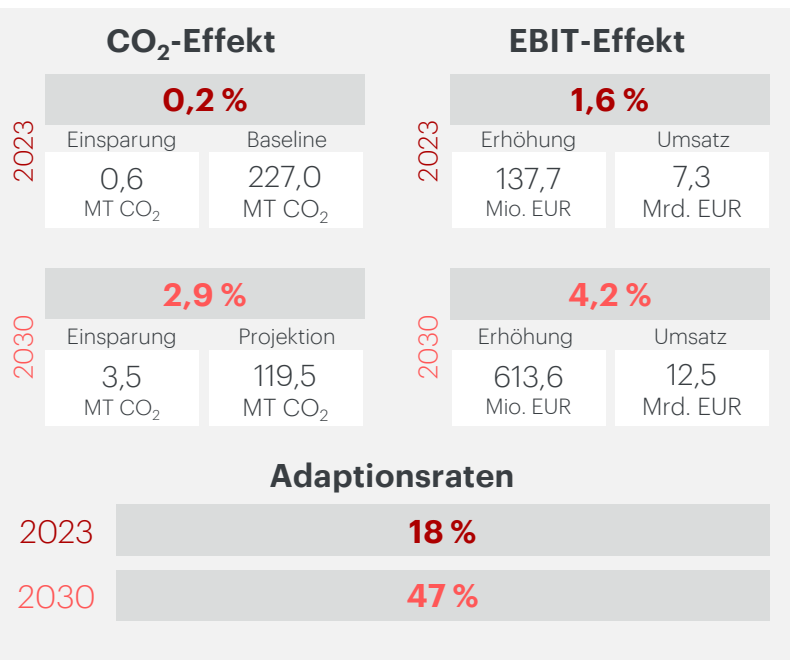 CO₂-Effekt
2023
0,2 %
Einsparung Baseline
0,6 227,0
MT CO₂ MT CO₂
2030
2,9 %
Einsparung Projektion
3,5 119,5
MT CO₂ MT CO₂
EBIT-Effekt
2023
1,6 %
Erhöhung Umsatz
137,7 7,3
Mio. EUR Mrd. EUR
2030
4,2 %
Erhöhung Umsatz
613,6 12,5
Mio. EUR Mrd. EUR
Adaptionsraten
2023 18 %
2030 47 %